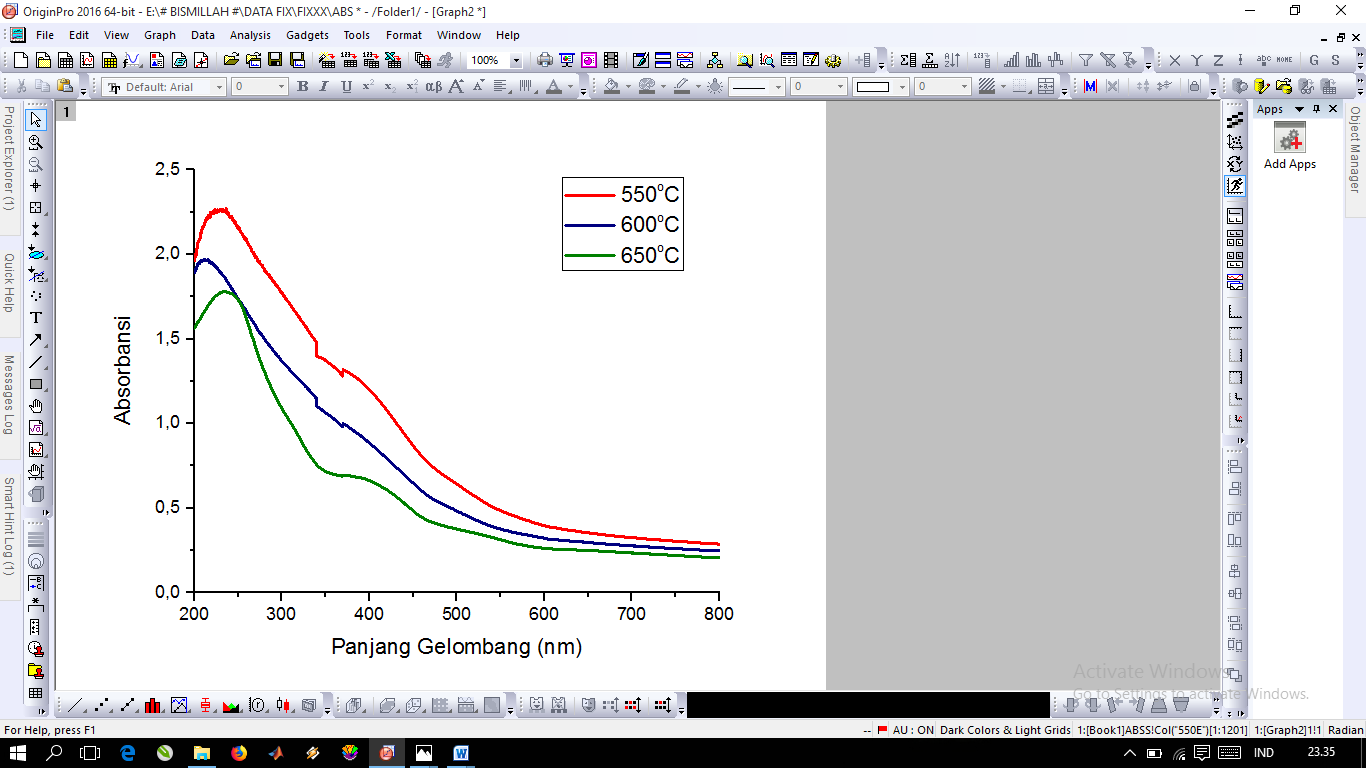 OriginPro 2016 64-bit - E:\# BISMILLAH #\DATA FIX\FIXXX\ABS * - /Folder1/ - [Graph2 *]
File Edit View Graph Data Analysis Gadgets Tools Format Window Help
100%
Default: Arial 0 B I U αβ A A A 0 0
Project Explorer (1)
Quick Help
Messages Log
Smart Hint Log (1)
1
2,5
2,0
1,5
1,0
0,5
0,0
Absorbansi
550°C
600°C
650°C
200 300 400 500 600 700 800
Panjang Gelombang (nm)
Apps
Add Apps
Object Manager
Activate Windows
Go to Settings to activate Windows.
For Help, press F1
-- AU : ON Dark Colors & Light Grids 1:[Book1]ABSS!Col("550E")[1:1201] 1:[Graph2]1!1 Radian
IND 23.35